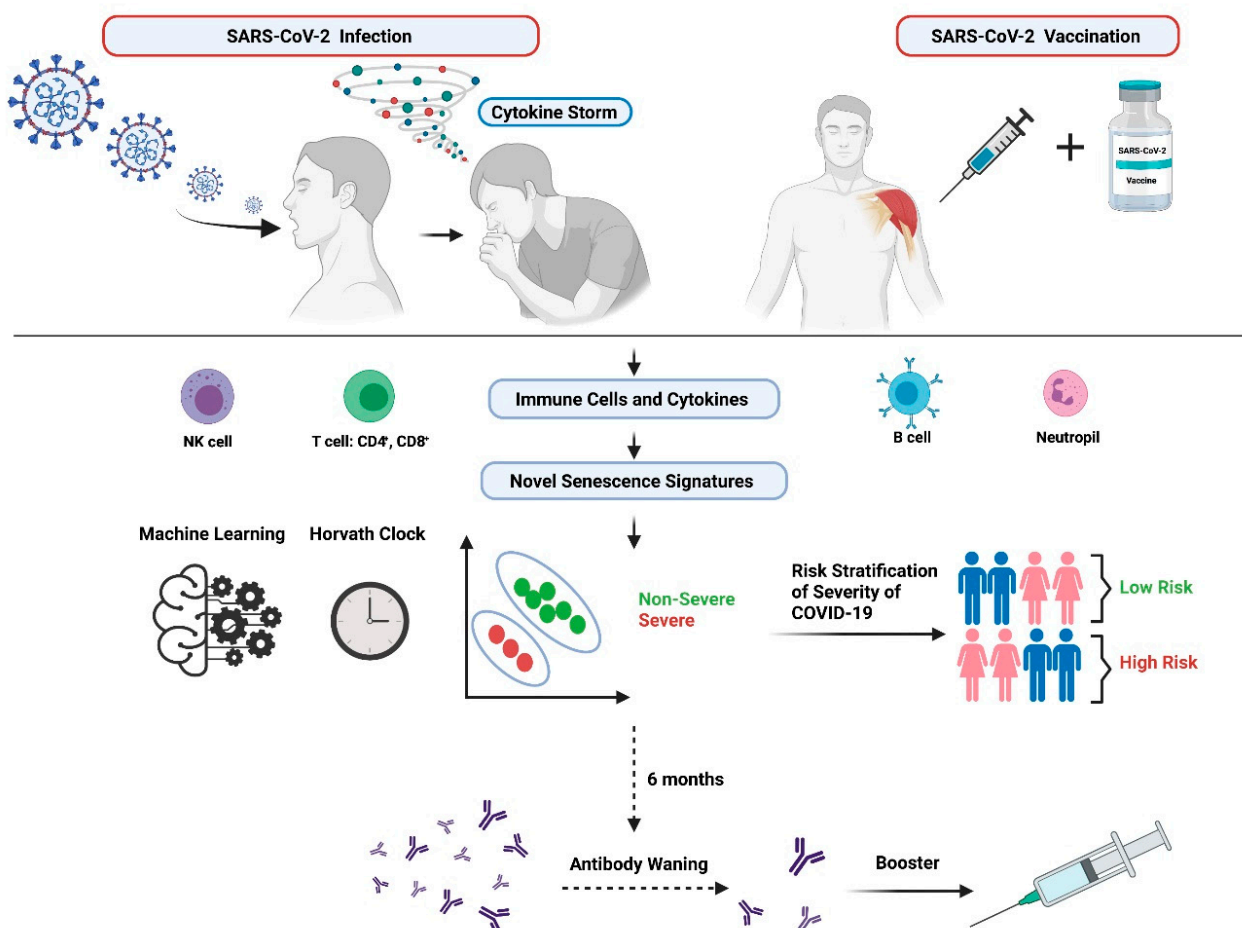 SARS-CoV-2 Infection
SARS-CoV-2 Vaccination
Cytokine Storm
SARS-CoV-2
Vaccine
Immune Cells and Cytokines
NK cell
T cell: CD4⁺, CD8⁺
B cell
Neutropil
Novel Senescence Signatures
Machine Learning
Horvath Clock
Non-Severe
Severe
Risk Stratification
of Severity of
COVID-19
Low Risk
High Risk
6 months
Antibody Waning
Booster